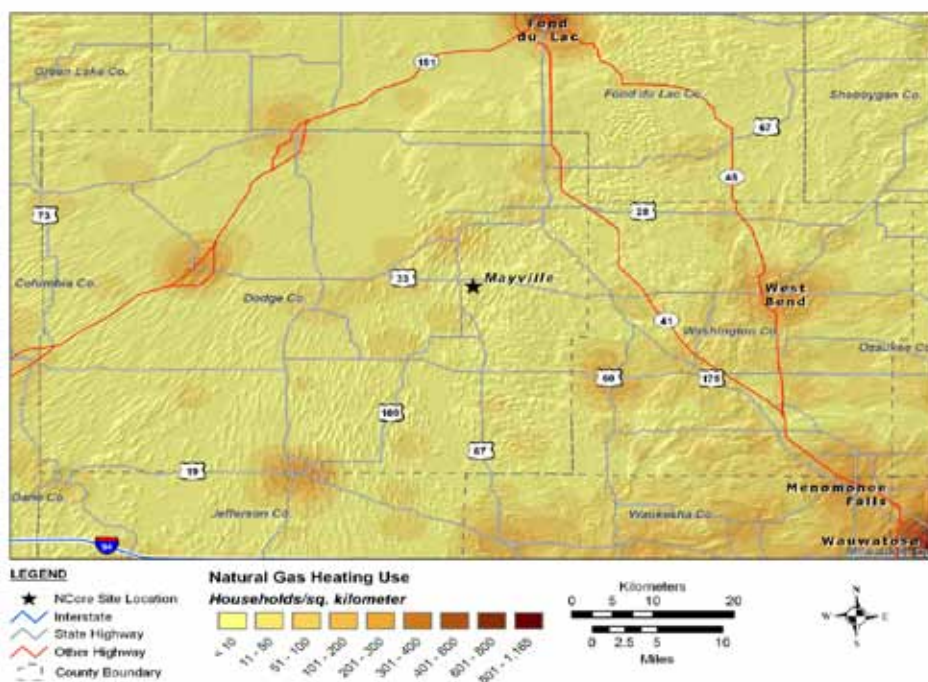 Fond
du Lac
151
Green Lake Co.
Fond du Lac Co.
Sheboygan Co.
67
45
73
28
33
Mayville
Columbia Co.
Dodge Co.
West
Bend
41
Washington Co.
Ozaukee Co.
60
175
67
19
Dane Co.
Jefferson Co.
Waukesha Co.
Menomonee
Falls
Wauwatosa
94
LEGEND
NCore Site Location
Interstate
State Highway
Other Highway
County Boundary
Natural Gas Heating Use
Households/sq. kilometer
< 10
11 - 50
51 - 100
101 - 200
201 - 300
301 - 400
401 - 600
601 - 800
801 - 1,165
Kilometers
0 5 10 20
0 2.5 5 10
Miles
N
W E
S